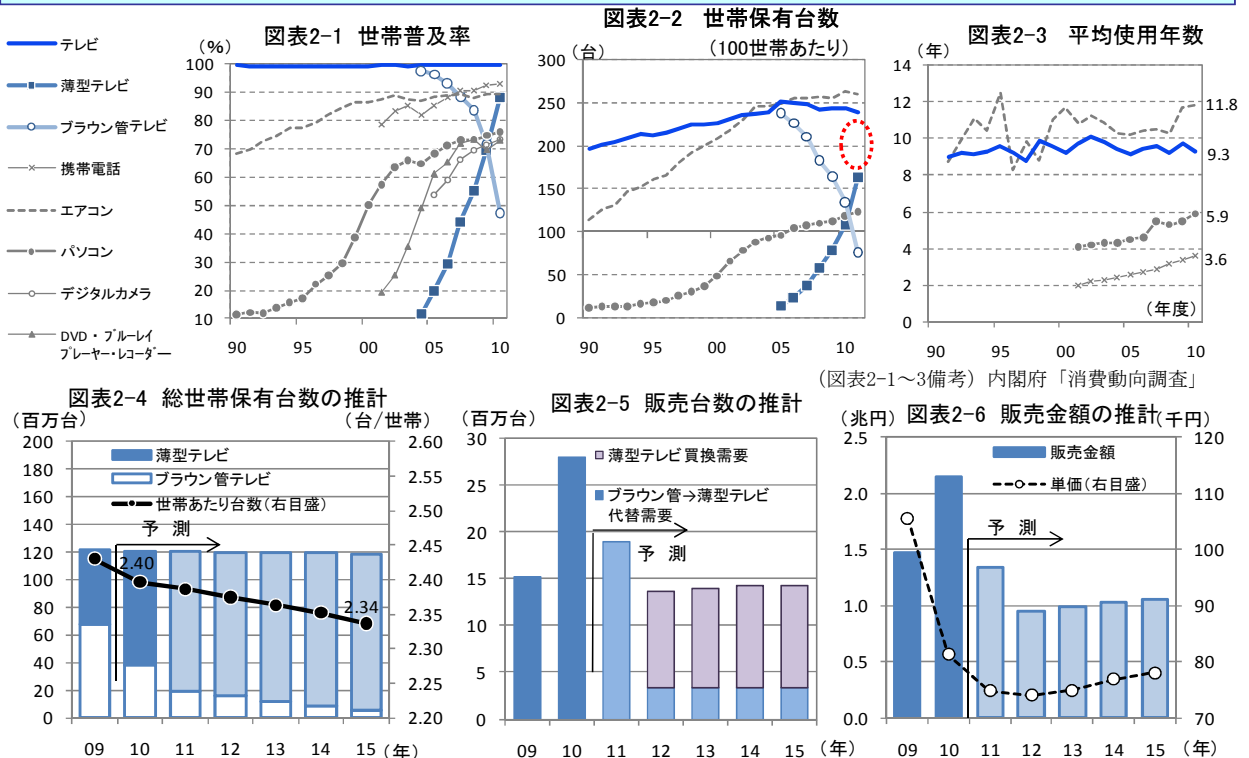 テレビ
薄型テレビ
ブラウン管テレビ
携帯電話
エアコン
パソコン
デジタルカメラ
DVD・ブルーレイ
プレーヤー・レコーダー
図表2-1 世帯普及率
(%)
100
90
80
70
60
50
40
30
20
10
90 95 00 05 10
図表2-2 世帯保有台数
(台) (100世帯あたり)
300
250
200
150
100
50
0
90 95 00 05 10
図表2-3 平均使用年数
(年)
14
12
10
8
6
4
2
0
11.8
9.3
5.9
3.6
(年度)
90 95 00 05 10
(図表2-1～3備考)内閣府「消費動向調査」
図表2-4 総世帯保有台数の推計
(百万台) (台/世帯)
200
180
160
140
120
100
80
60
40
20
0
薄型テレビ
ブラウン管テレビ
世帯あたり台数(右目盛)
予 測
2.40
2.34
2.60
2.55
2.50
2.45
2.40
2.35
2.30
2.25
2.20
09 10 11 12 13 14 15 (年)
図表2-5 販売台数の推計
(百万台)
30
25
20
15
10
5
0
薄型テレビ買換需要
ブラウン管→薄型テレビ
代替需要
予 測
09 10 11 12 13 14 15 (年)
図表2-6 販売金額の推計
(兆円) (千円)
2.5
2.0
1.5
1.0
0.5
0.0
販売金額
単価(右目盛)
予 測
120
110
100
90
80
70
09 10 11 12 13 14 15 (年)